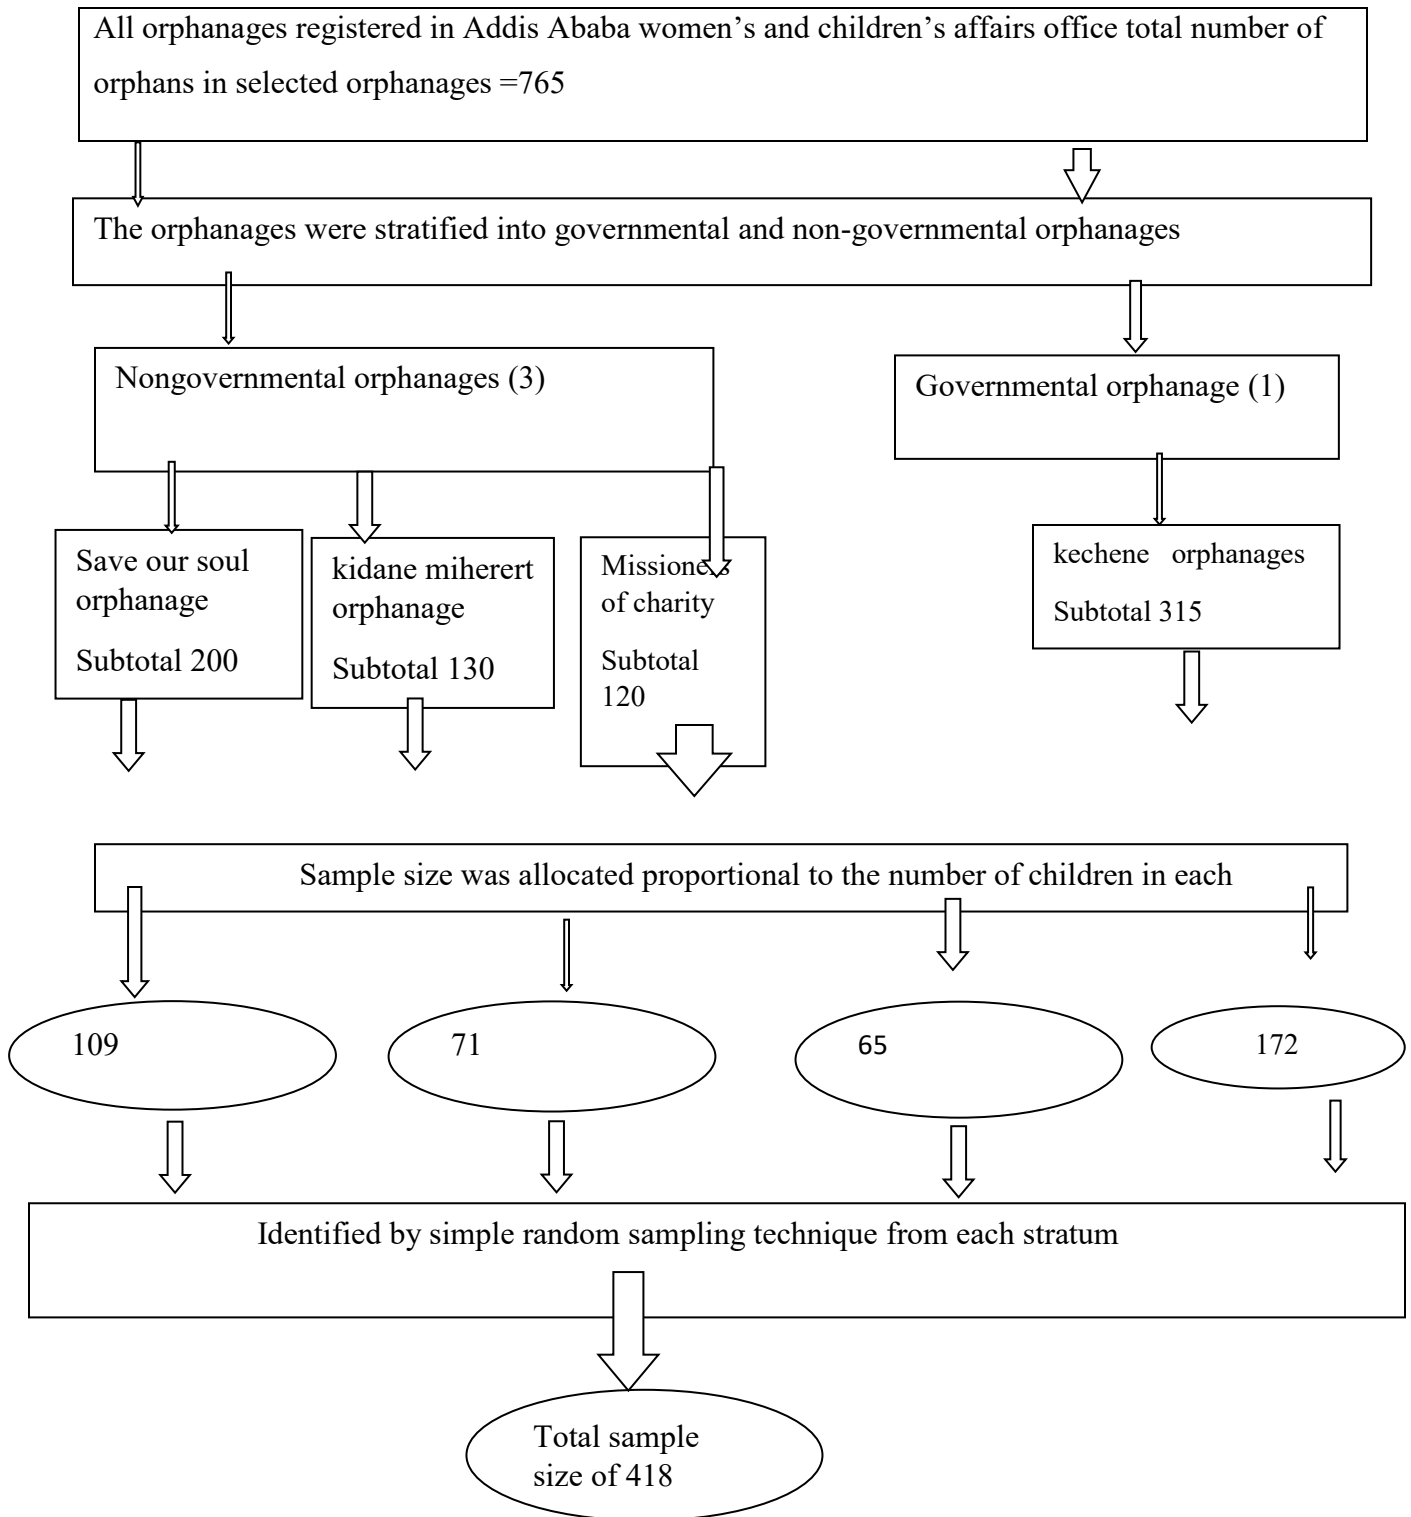 All orphanages registered in Addis Ababa women’s and children’s affairs office total number of
orphans in selected orphanages =765
The orphanages were stratified into governmental and non-governmental orphanages
Nongovernmental orphanages (3)
Governmental orphanage (1)
Save our soul
orphanage
Subtotal 200
kidane miherert
orphanage
Subtotal 130
Missioners
of charity
Subtotal
120
kechene orphanages
Subtotal 315
Sample size was allocated proportional to the number of children in each
109
71
65
172
Identified by simple random sampling technique from each stratum
Total sample
size of 418